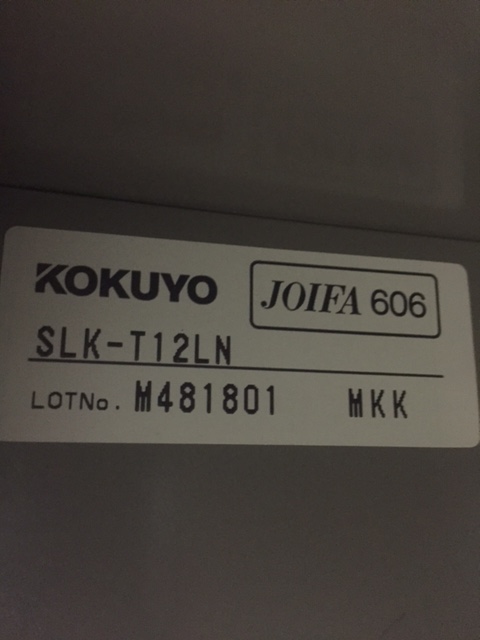 KOKUYO JOIFA 606
SLK-T12LN
LOTNo. M481801 MKK